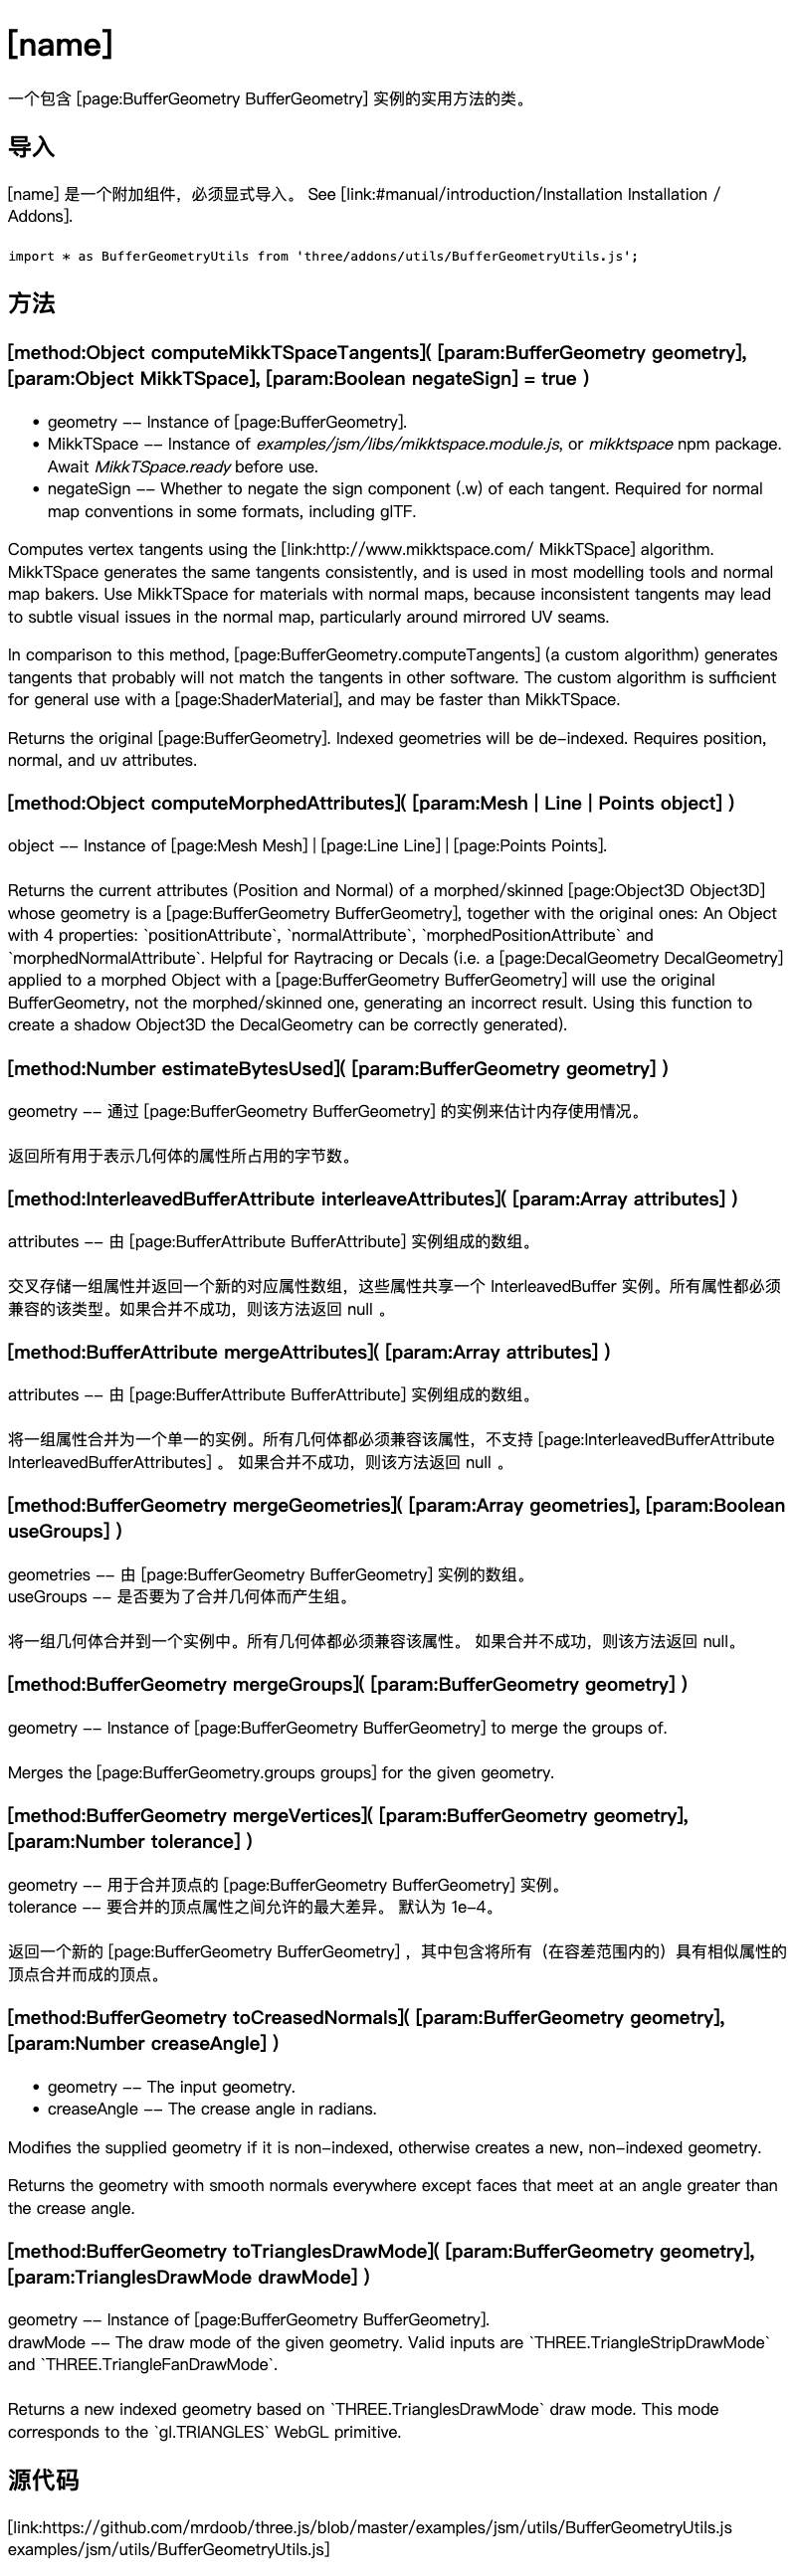 [name]
一个包含 [page:BufferGeometry BufferGeometry] 实例的实用方法的类。
导入
[name] 是一个附加组件，必须显式导入。 See [link:#manual/introduction/Installation Installation /
Addons].
import * as BufferGeometryUtils from 'three/addons/utils/BufferGeometryUtils.js';
方法
[method:Object computeMikkTSpaceTangents]( [param:BufferGeometry geometry],
[param:Object MikkTSpace], [param:Boolean negateSign] = true )
• geometry -- Instance of [page:BufferGeometry].
• MikkTSpace -- Instance of examples/jsm/libs/mikktspace.module.js, or mikktspace npm package.
Await MikkTSpace.ready before use.
• negateSign -- Whether to negate the sign component (.w) of each tangent. Required for normal
map conventions in some formats, including glTF.
Computes vertex tangents using the [link:http://www.mikktspace.com/ MikkTSpace] algorithm.
MikkTSpace generates the same tangents consistently, and is used in most modelling tools and normal
map bakers. Use MikkTSpace for materials with normal maps, because inconsistent tangents may lead
to subtle visual issues in the normal map, particularly around mirrored UV seams.
In comparison to this method, [page:BufferGeometry.computeTangents] (a custom algorithm) generates
tangents that probably will not match the tangents in other software. The custom algorithm is sufficient
for general use with a [page:ShaderMaterial], and may be faster than MikkTSpace.
Returns the original [page:BufferGeometry]. Indexed geometries will be de-indexed. Requires position,
normal, and uv attributes.
[method:Object computeMorphedAttributes]( [param:Mesh | Line | Points object] )
object -- Instance of [page:Mesh Mesh] | [page:Line Line] | [page:Points Points].
Returns the current attributes (Position and Normal) of a morphed/skinned [page:Object3D Object3D]
whose geometry is a [page:BufferGeometry BufferGeometry], together with the original ones: An Object
with 4 properties: `positionAttribute`, `normalAttribute`, `morphedPositionAttribute` and
`morphedNormalAttribute`. Helpful for Raytracing or Decals (i.e. a [page:DecalGeometry DecalGeometry]
applied to a morphed Object with a [page:BufferGeometry BufferGeometry] will use the original
BufferGeometry, not the morphed/skinned one, generating an incorrect result. Using this function to
create a shadow Object3D the DecalGeometry can be correctly generated).
[method:Number estimateBytesUsed]( [param:BufferGeometry geometry] )
geometry -- 通过 [page:BufferGeometry BufferGeometry] 的实例来估计内存使用情况。
返回所有用于表示几何体的属性所占用的字节数。
[method:InterleavedBufferAttribute interleaveAttributes]( [param:Array attributes] )
attributes -- 由 [page:BufferAttribute BufferAttribute] 实例组成的数组。
交叉存储一组属性并返回一个新的对应属性数组，这些属性共享一个 InterleavedBuffer 实例。所有属性都必须
兼容的该类型。如果合并不成功，则该方法返回 null 。
[method:BufferAttribute mergeAttributes]( [param:Array attributes] )
attributes -- 由 [page:BufferAttribute BufferAttribute] 实例组成的数组。
将一组属性合并为一个单一的实例。所有几何体都必须兼容该属性，不支持 [page:InterleavedBufferAttribute
InterleavedBufferAttributes] 。 如果合并不成功，则该方法返回 null 。
[method:BufferGeometry mergeGeometries]( [param:Array geometries], [param:Boolean
useGroups] )
geometries -- 由 [page:BufferGeometry BufferGeometry] 实例的数组。
useGroups -- 是否要为了合并几何体而产生组。
将一组几何体合并到一个实例中。所有几何体都必须兼容该属性。 如果合并不成功，则该方法返回 null。
[method:BufferGeometry mergeGroups]( [param:BufferGeometry geometry] )
geometry -- Instance of [page:BufferGeometry BufferGeometry] to merge the groups of.
Merges the [page:BufferGeometry.groups groups] for the given geometry.
[method:BufferGeometry mergeVertices]( [param:BufferGeometry geometry],
[param:Number tolerance] )
geometry -- 用于合并顶点的 [page:BufferGeometry BufferGeometry] 实例。
tolerance -- 要合并的顶点属性之间允许的最大差异。 默认为 1e-4。
返回一个新的 [page:BufferGeometry BufferGeometry] ，其中包含将所有（在容差范围内的）具有相似属性的
顶点合并而成的顶点。
[method:BufferGeometry toCreasedNormals]( [param:BufferGeometry geometry],
[param:Number creaseAngle] )
• geometry -- The input geometry.
• creaseAngle -- The crease angle in radians.
Modifies the supplied geometry if it is non-indexed, otherwise creates a new, non-indexed geometry.
Returns the geometry with smooth normals everywhere except faces that meet at an angle greater than
the crease angle.
[method:BufferGeometry toTrianglesDrawMode]( [param:BufferGeometry geometry],
[param:TrianglesDrawMode drawMode] )
geometry -- Instance of [page:BufferGeometry BufferGeometry].
drawMode -- The draw mode of the given geometry. Valid inputs are `THREE.TriangleStripDrawMode`
and `THREE.TriangleFanDrawMode`.
Returns a new indexed geometry based on `THREE.TrianglesDrawMode` draw mode. This mode
corresponds to the `gl.TRIANGLES` WebGL primitive.
源代码
[link:https://github.com/mrdoob/three.js/blob/master/examples/jsm/utils/BufferGeometryUtils.js
examples/jsm/utils/BufferGeometryUtils.js]